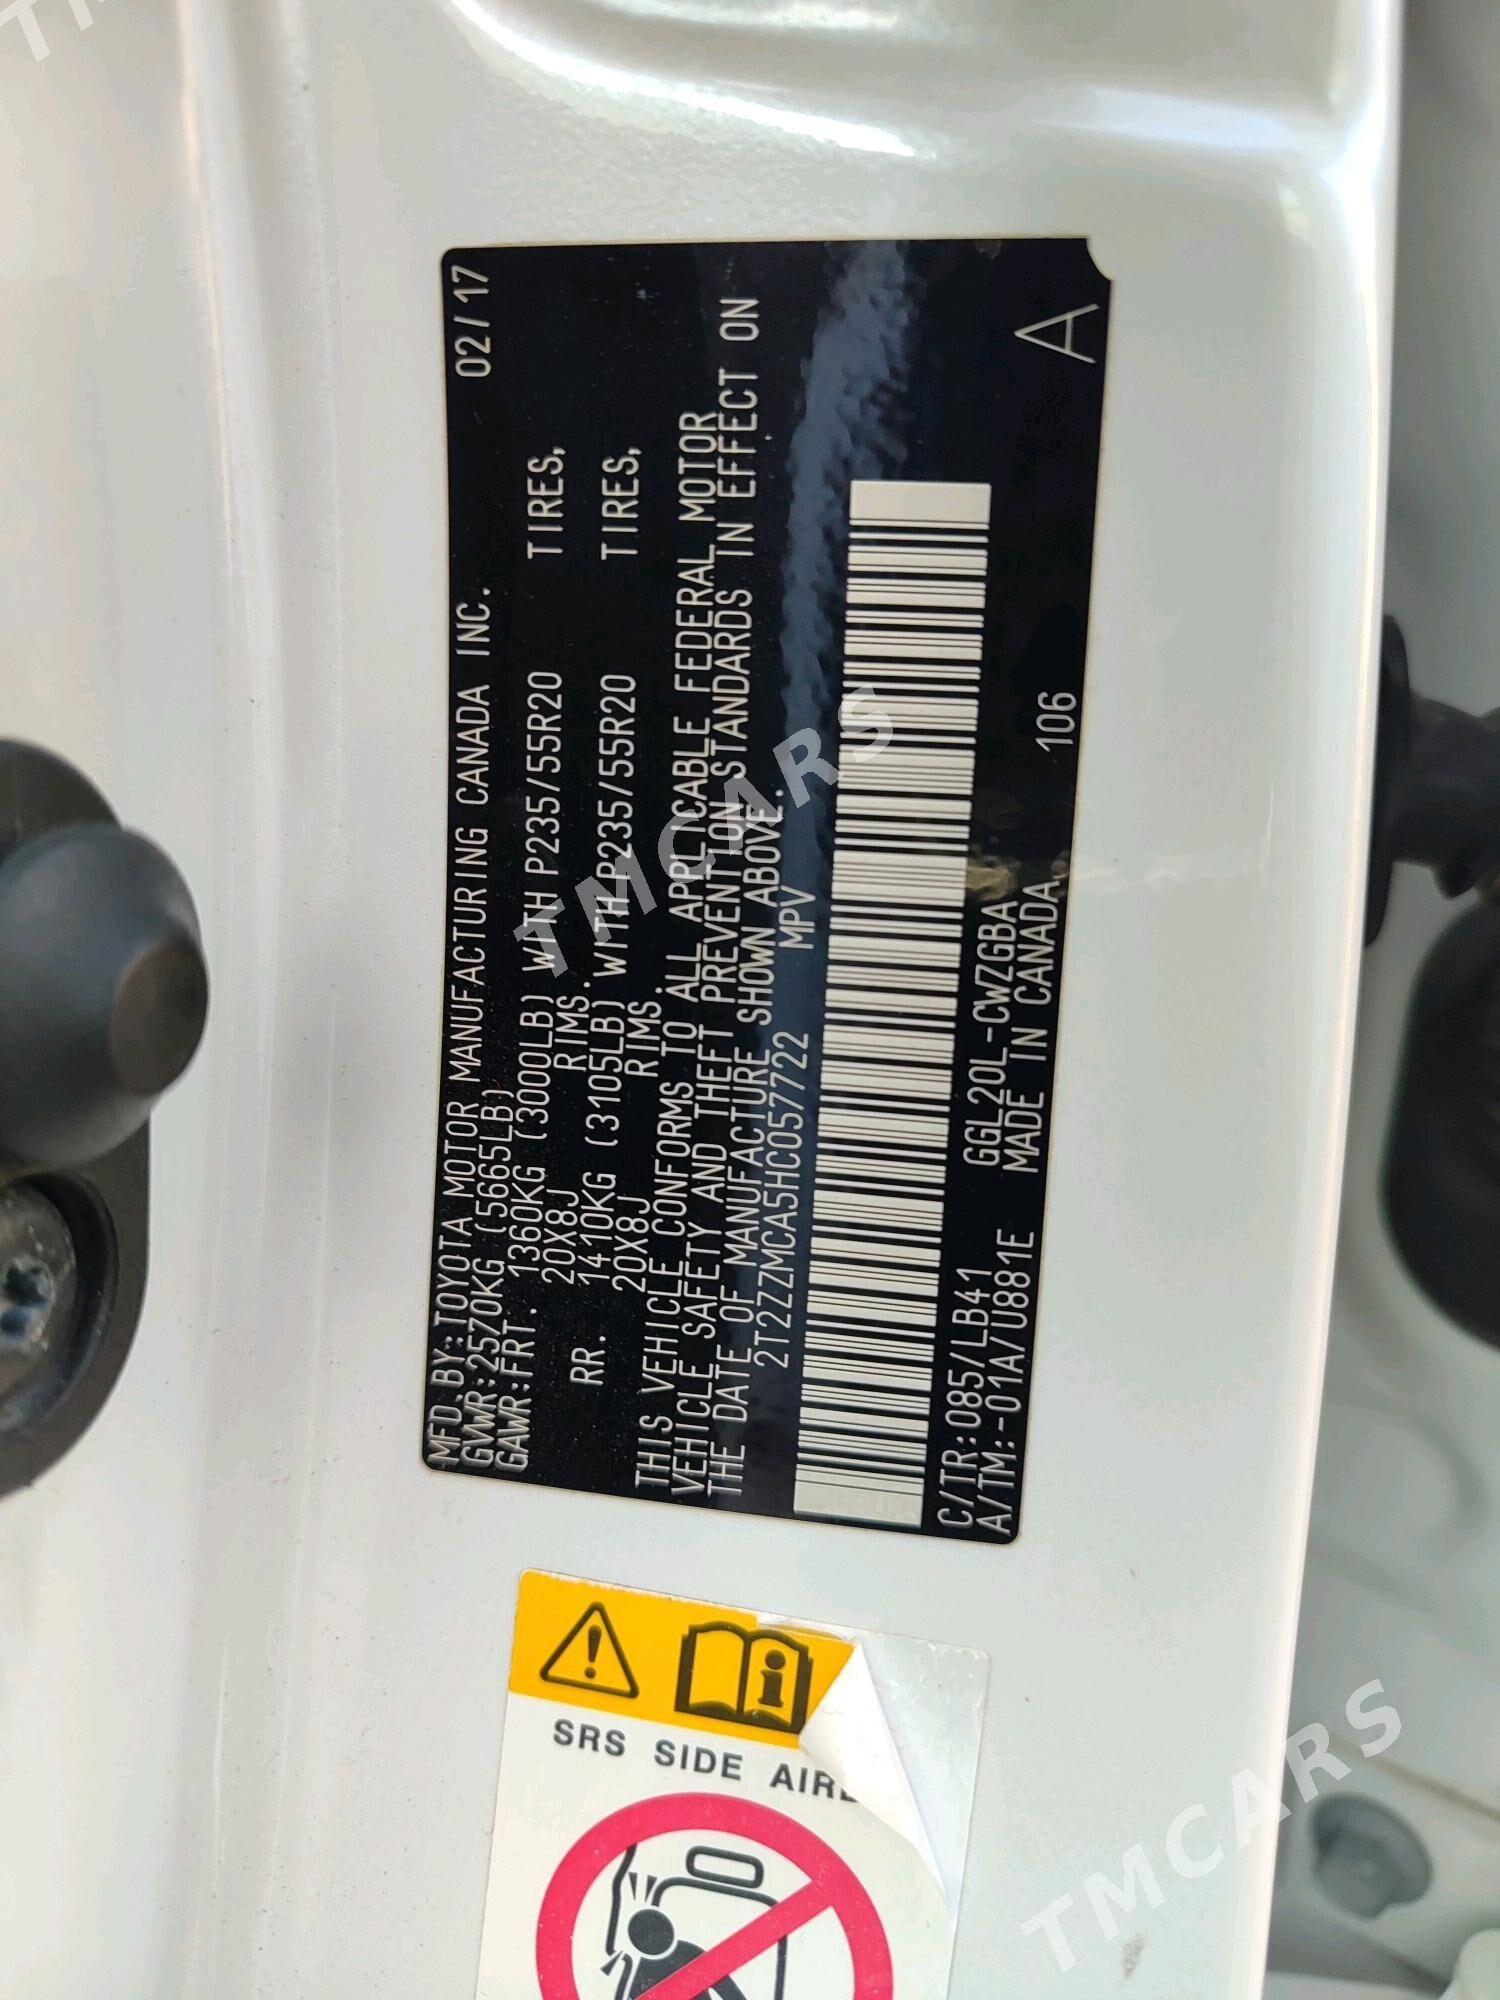 MFD.BY:TOYOTA MOTOR MANUFACTURING CANADA INC. 02/17
GVWR:2570KG (5665LB)
GAWR:FRT. 1360KG (3000LB) WITH P235/55R20 TIRES,
20X8J RIMS.
RR. 1410KG (3105LB) WITH P235/55R20 TIRES,
20X8J RIMS.
THIS VEHICLE CONFORMS TO ALL APPLICABLE FEDERAL MOTOR
VEHICLE SAFETY AND THEFT PREVENTION STANDARDS IN EFFECT ON
THE DATE OF MANUFACTURE SHOWN ABOVE.
2T2ZZMCA5HC057722 MPV
C/TR:085/LB41 GGL20L-CWZGBA
A/TM:-01A/U881E MADE IN CANADA 106
A
SRS SIDE
TMCARS
TMCARS